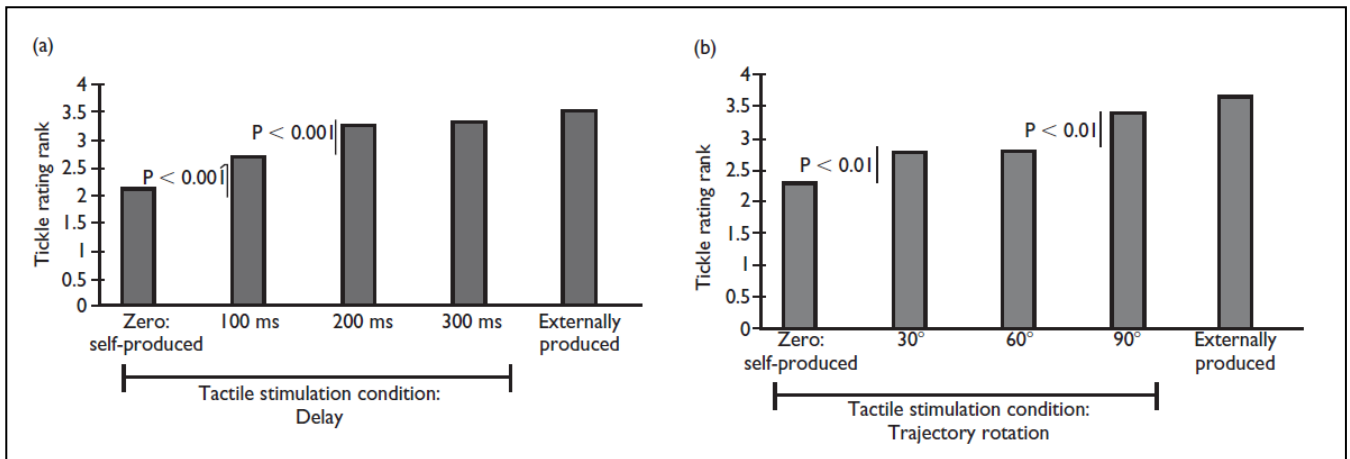 (a)
Tickle rating rank
4
3.5
3
2.5
2
1.5
1
0.5
0
P < 0.001
P < 0.001
Zero: 100 ms 200 ms 300 ms Externally
self-produced produced
Tactile stimulation condition:
Delay
(b)
Tickle rating rank
4
3.5
3
2.5
2
1.5
1
0.5
0
P < 0.01
P < 0.01
Zero: 30° 60° 90° Externally
self-produced produced
Tactile stimulation condition:
Trajectory rotation